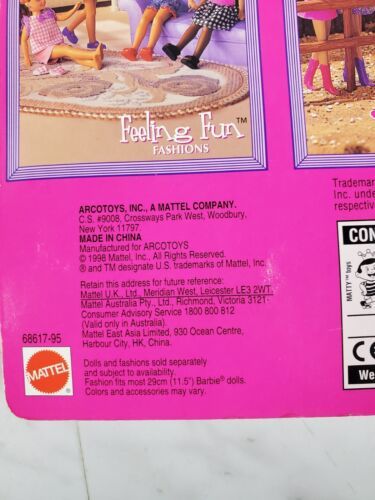 Feeling Fun™
FASHIONS
ARCOTOYS, INC., A MATTEL COMPANY.
C.S. #9008, Crossways Park West, Woodbury,
New York 11797.
MADE IN CHINA
Manufactured for ARCOTOYS
© 1998 Mattel, Inc., All Rights Reserved.
® and TM designate U.S. trademarks of Mattel, Inc.
Retain this address for future reference:
Mattel U.K., Ltd., Meridian West, Leicester LE3 2WT.
Mattel Australia Pty., Ltd., Richmond, Victoria 3121-
Consumer Advisory Service 1800 800 812
(Valid only in Australia).
Mattel East Asia Limited, 930 Ocean Centre,
Harbour City, HK, China.
68617-95
MATTEL
Dolls and fashions sold separately
and subject to availability.
Fashion fits most 29cm (11.5") Barbie® dolls.
Colors and accessories may vary.
Tradema
Inc. unde
respectiv
CON
MATTY™ toys
CE
We